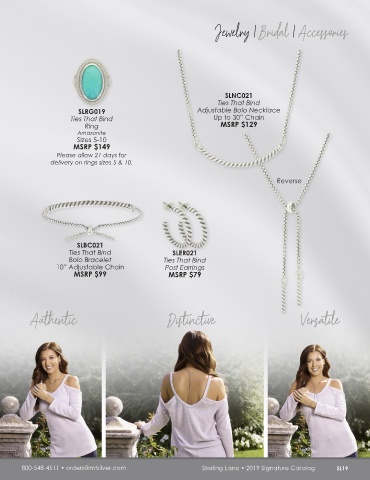 Jewelry | Bridal | Accessories
SLRG019
Ties That Bind
Ring
Amazonite
Sizes 5-10
MSRP $149
Please allow 21 days for
delivery on rings sizes 5 & 10.
SLNC021
Ties That Bind
Adjustable Bolo Necklace
Up to 30" Chain
MSRP $129
Reverse
SLBC021
Ties That Bind
Bolo Bracelet
10" Adjustable Chain
MSRP $99
SLER021
Ties That Bind
Post Earrings
MSRP $79
Authentic
Distinctive
Versatile
800-548-4511 • orders@mtsilver.com
Sterling Lane • 2019 Signature Catalog
SL19